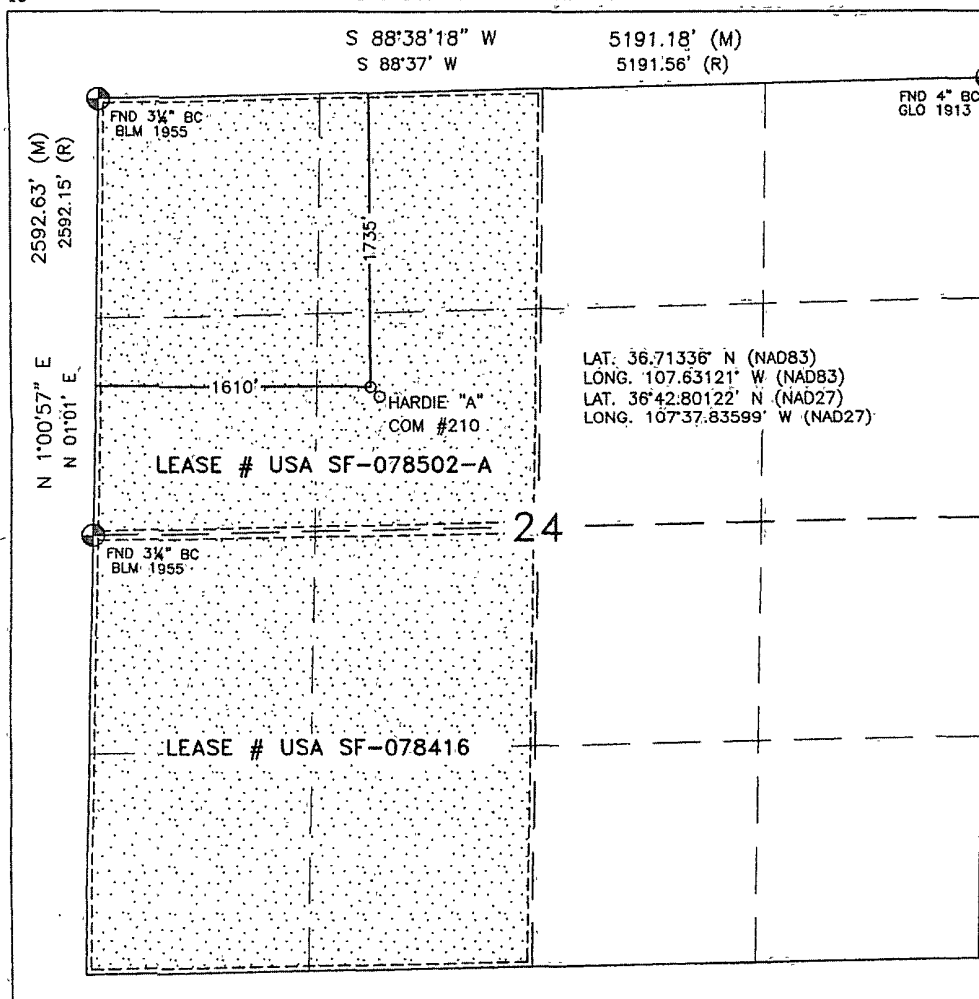 S 88°38'18" W 5191.18' (M)
S 88°37' W 5191.56' (R)
FND 3¼" BC
BLM 1955
FND 4" BC
GLO 1913
2592.63' (M)
2592.15' (R)
N 1°00'57" E
N 01°01' E
1735'
1610'
HARDIE "A"
COM #210
LAT. 36.71336° N (NAD83)
LONG. 107.63121° W (NAD83)
LAT. 36°42.80122' N (NAD27)
LONG. 107°37.83599' W (NAD27)
LEASE # USA SF-078502-A
24
FND 3¼" BC
BLM 1955
LEASE # USA SF-078416